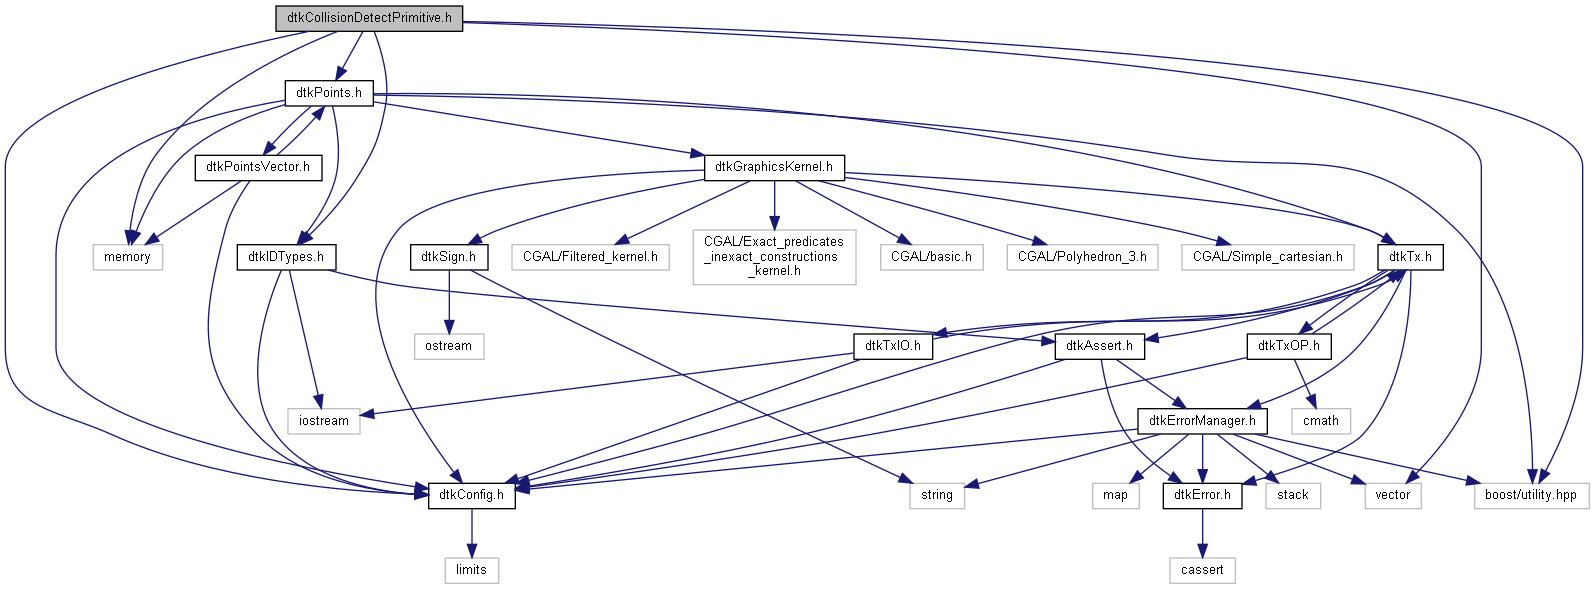 dtkCollisionDetectPrimitive.h
dtkPoints.h
dtkPointsVector.h
dtkGraphicsKernel.h
memory
dtkIDTypes.h
dtkSign.h
CGAL/Filtered_kernel.h
CGAL/Exact_predicates
_inexact_constructions
_kernel.h
CGAL/basic.h
CGAL/Polyhedron_3.h
CGAL/Simple_cartesian.h
dtkTx.h
ostream
dtkTxIO.h
dtkAssert.h
dtkTxOP.h
iostream
dtkErrorManager.h
cmath
dtkConfig.h
string
map
dtkError.h
stack
vector
boost/utility.hpp
limits
cassert